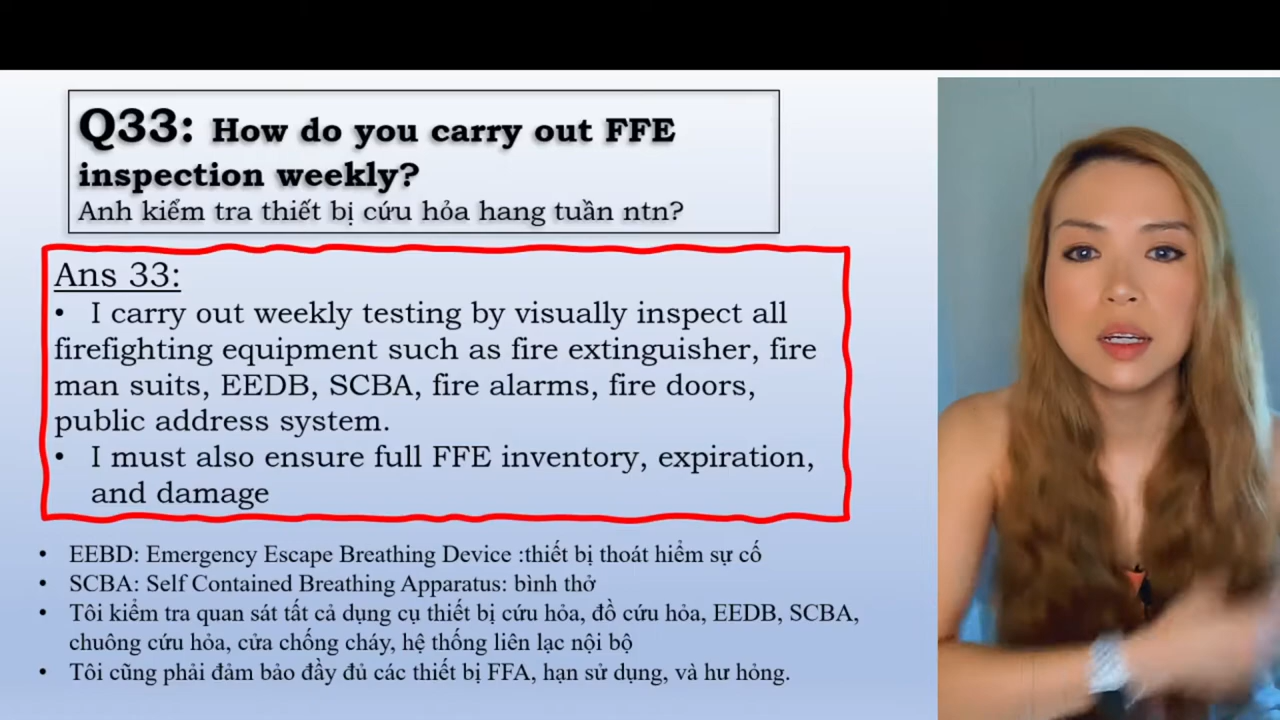 Q33: How do you carry out FFE
inspection weekly?
Anh kiểm tra thiết bị cứu hỏa hang tuần ntn?
Ans 33:
• I carry out weekly testing by visually inspect all
firefighting equipment such as fire extinguisher, fire
man suits, EEDB, SCBA, fire alarms, fire doors,
public address system.
• I must also ensure full FFE inventory, expiration,
and damage
• EEBD: Emergency Escape Breathing Device :thiết bị thoát hiểm sự cố
• SCBA: Self Contained Breathing Apparatus: bình thở
• Tôi kiểm tra quan sát tất cả dụng cụ thiết bị cứu hỏa, đồ cứu hỏa, EEDB, SCBA,
chuông cứu hỏa, cửa chống cháy, hệ thống liên lạc nội bộ
• Tôi cũng phải đảm bảo đầy đủ các thiết bị FFA, hạn sử dụng, và hư hỏng.